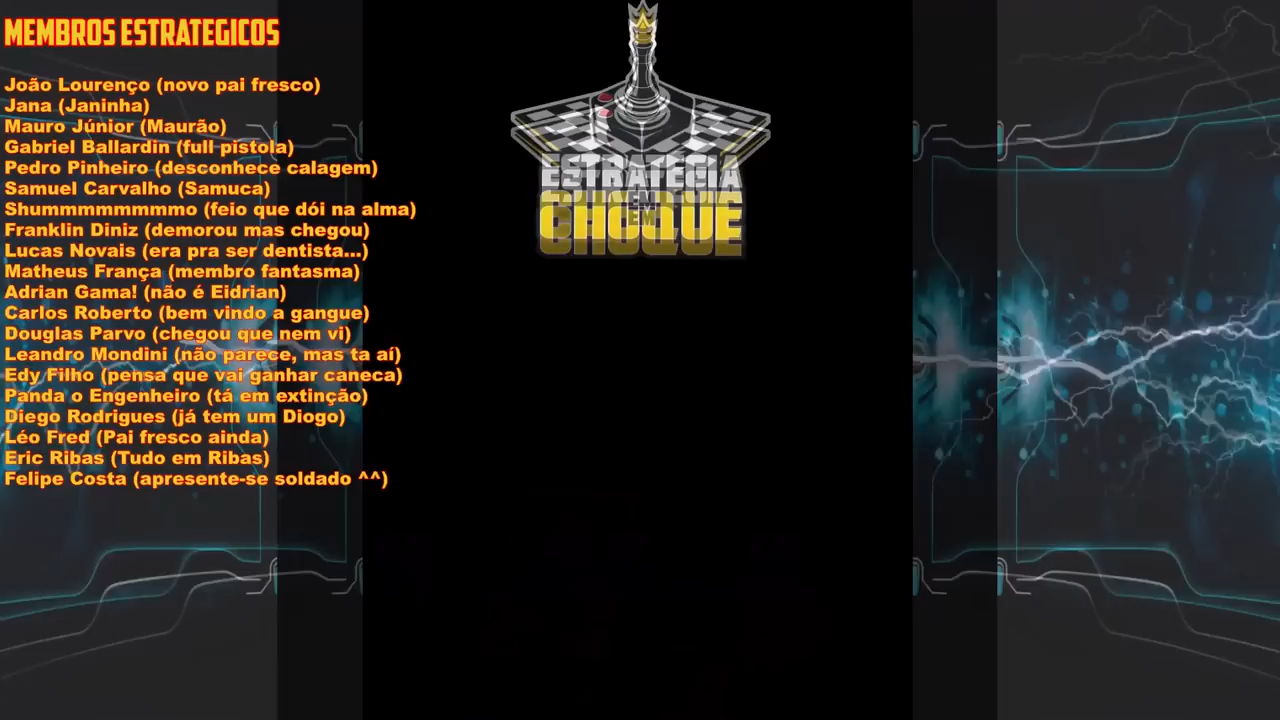 MEMBROS ESTRATEGICOS
João Lourenço (novo pai fresco)
Jana (Janinha)
Mauro Júnior (Maurão)
Gabriel Ballardin (full pistola)
Pedro Pinheiro (desconhece calagem)
Samuel Carvalho (Samuca)
Shummmmmmmmo (feio que dói na alma)
Franklin Diniz (demorou mas chegou)
Lucas Novais (era pra ser dentista...)
Matheus França (membro fantasma)
Adrian Gama! (não é Eidrian)
Carlos Roberto (bem vindo a gangue)
Douglas Parvo (chegou que nem vi)
Leandro Mondini (não parece, mas ta aí)
Edy Filho (pensa que vai ganhar caneca)
Panda o Engenheiro (tá em extinção)
Diego Rodrigues (já tem um Diogo)
Léo Fred (Pai fresco ainda)
Eric Ribas (Tudo em Ribas)
Felipe Costa (apresente-se soldado ^^)
ESTRATÉGIA
EM
CHOQUE